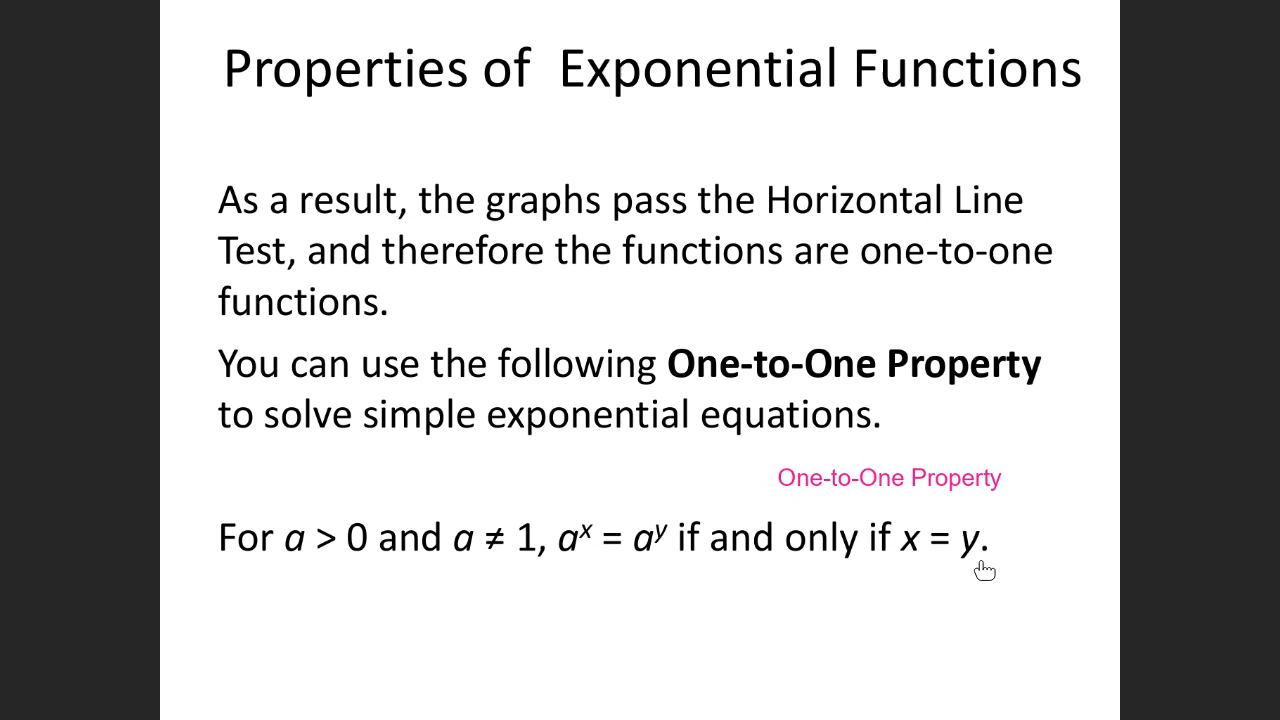 Properties of  Exponential Functions
As a result, the graphs pass the Horizontal Line
Test, and therefore the functions are one-to-one
functions.
You can use the following One-to-One Property
to solve simple exponential equations.
One-to-One Property
For a > 0 and a ≠ 1, aˣ = aʸ if and only if x = y.